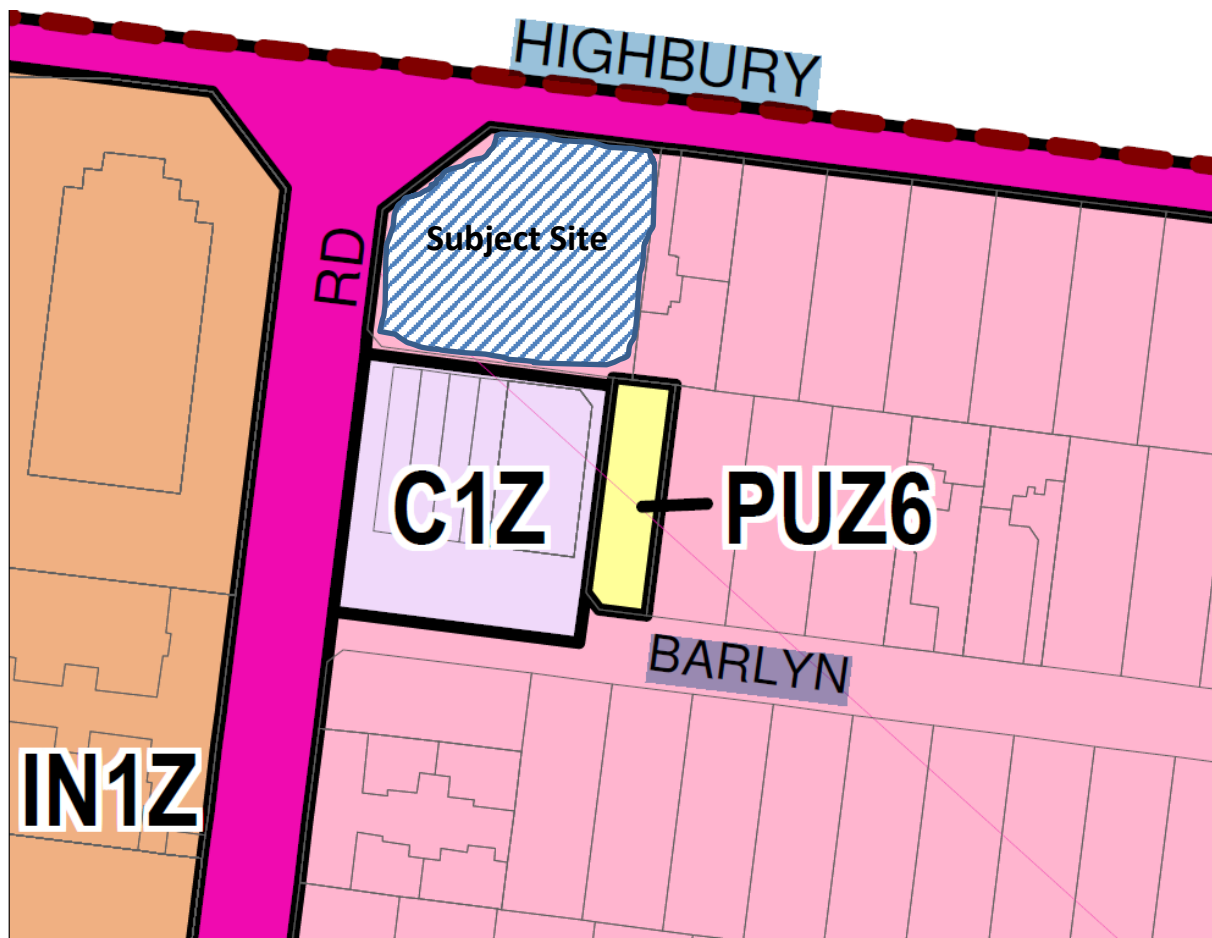 HIGHBURY
Subject Site
RD
C1Z
PUZ6
BARLYN
IN1Z